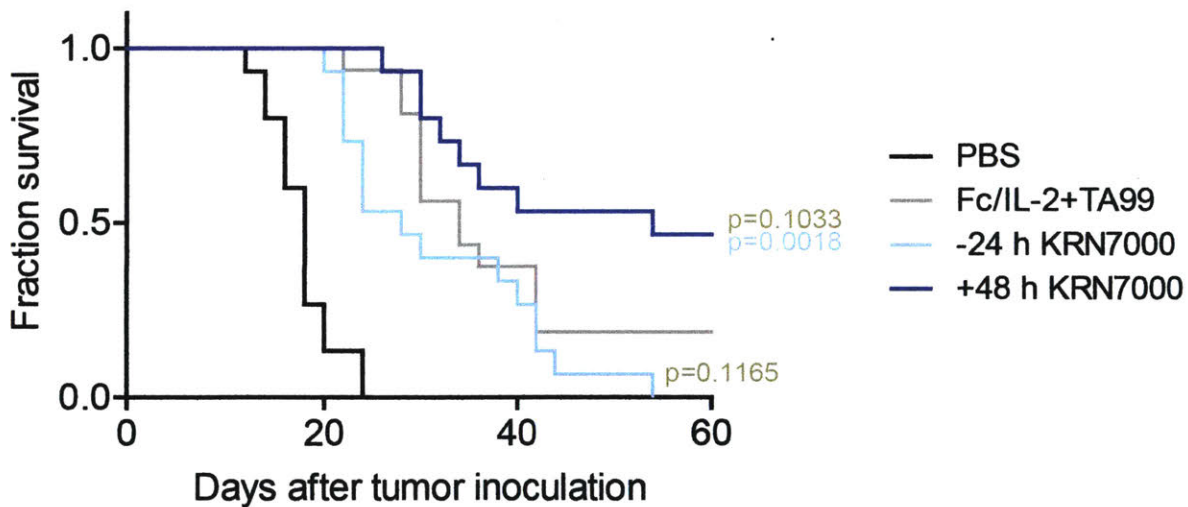 Fraction survival
1.0
0.5
0.0
0
20
40
60
Days after tumor inoculation
p=0.1033
p=0.0018
p=0.1165
PBS
Fc/IL-2+TA99
-24 h KRN7000
+48 h KRN7000